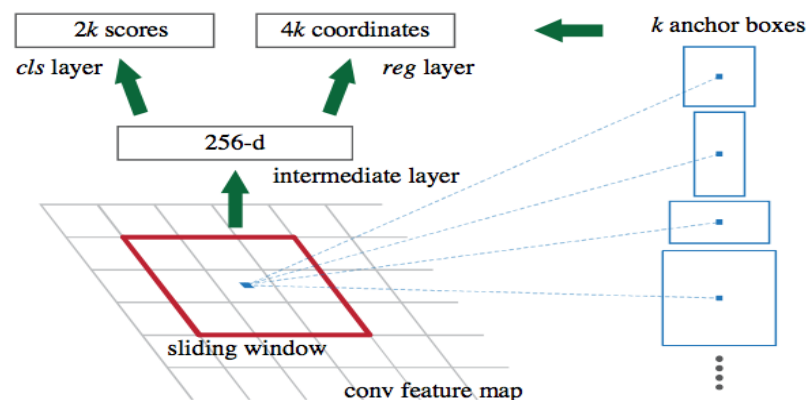 2k scores
4k coordinates
k anchor boxes
cls layer
reg layer
256-d
intermediate layer
sliding window
conv feature map